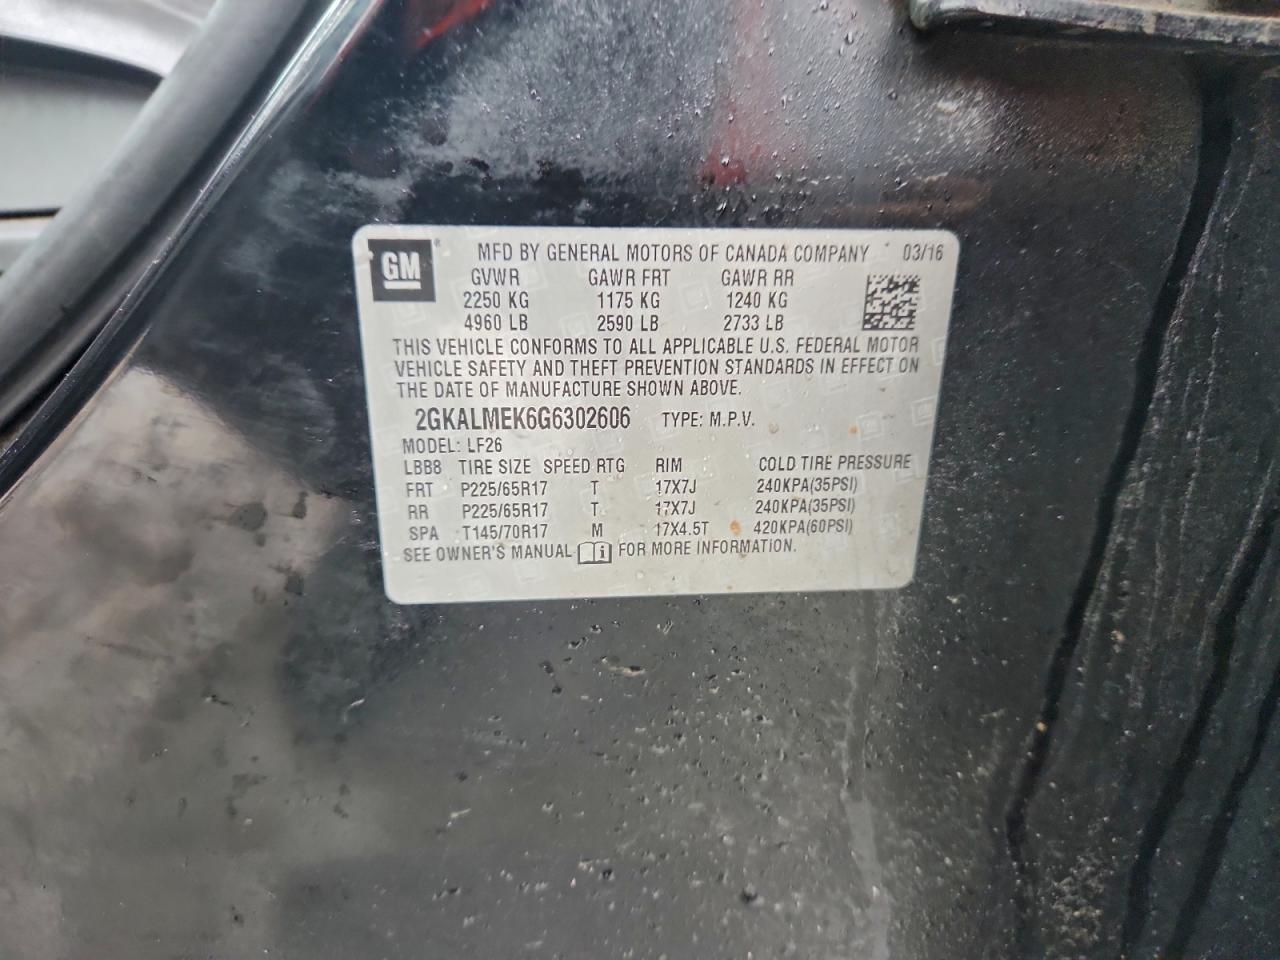 GM ® MFD BY GENERAL MOTORS OF CANADA COMPANY 03/16
GVWR GAWR FRT GAWR RR
2250 KG 1175 KG 1240 KG
4960 LB 2590 LB 2733 LB
THIS VEHICLE CONFORMS TO ALL APPLICABLE U.S. FEDERAL MOTOR
VEHICLE SAFETY AND THEFT PREVENTION STANDARDS IN EFFECT ON
THE DATE OF MANUFACTURE SHOWN ABOVE.
2GKALMEK6G6302606 TYPE: M.P.V.
MODEL: LF26
LBB8 TIRE SIZE SPEED RTG RIM COLD TIRE PRESSURE
FRT P225/65R17 T 17X7J 240KPA(35PSI)
RR P225/65R17 T 17X7J 240KPA(35PSI)
SPA T145/70R17 M 17X4.5T 420KPA(60PSI)
SEE OWNER'S MANUAL FOR MORE INFORMATION.